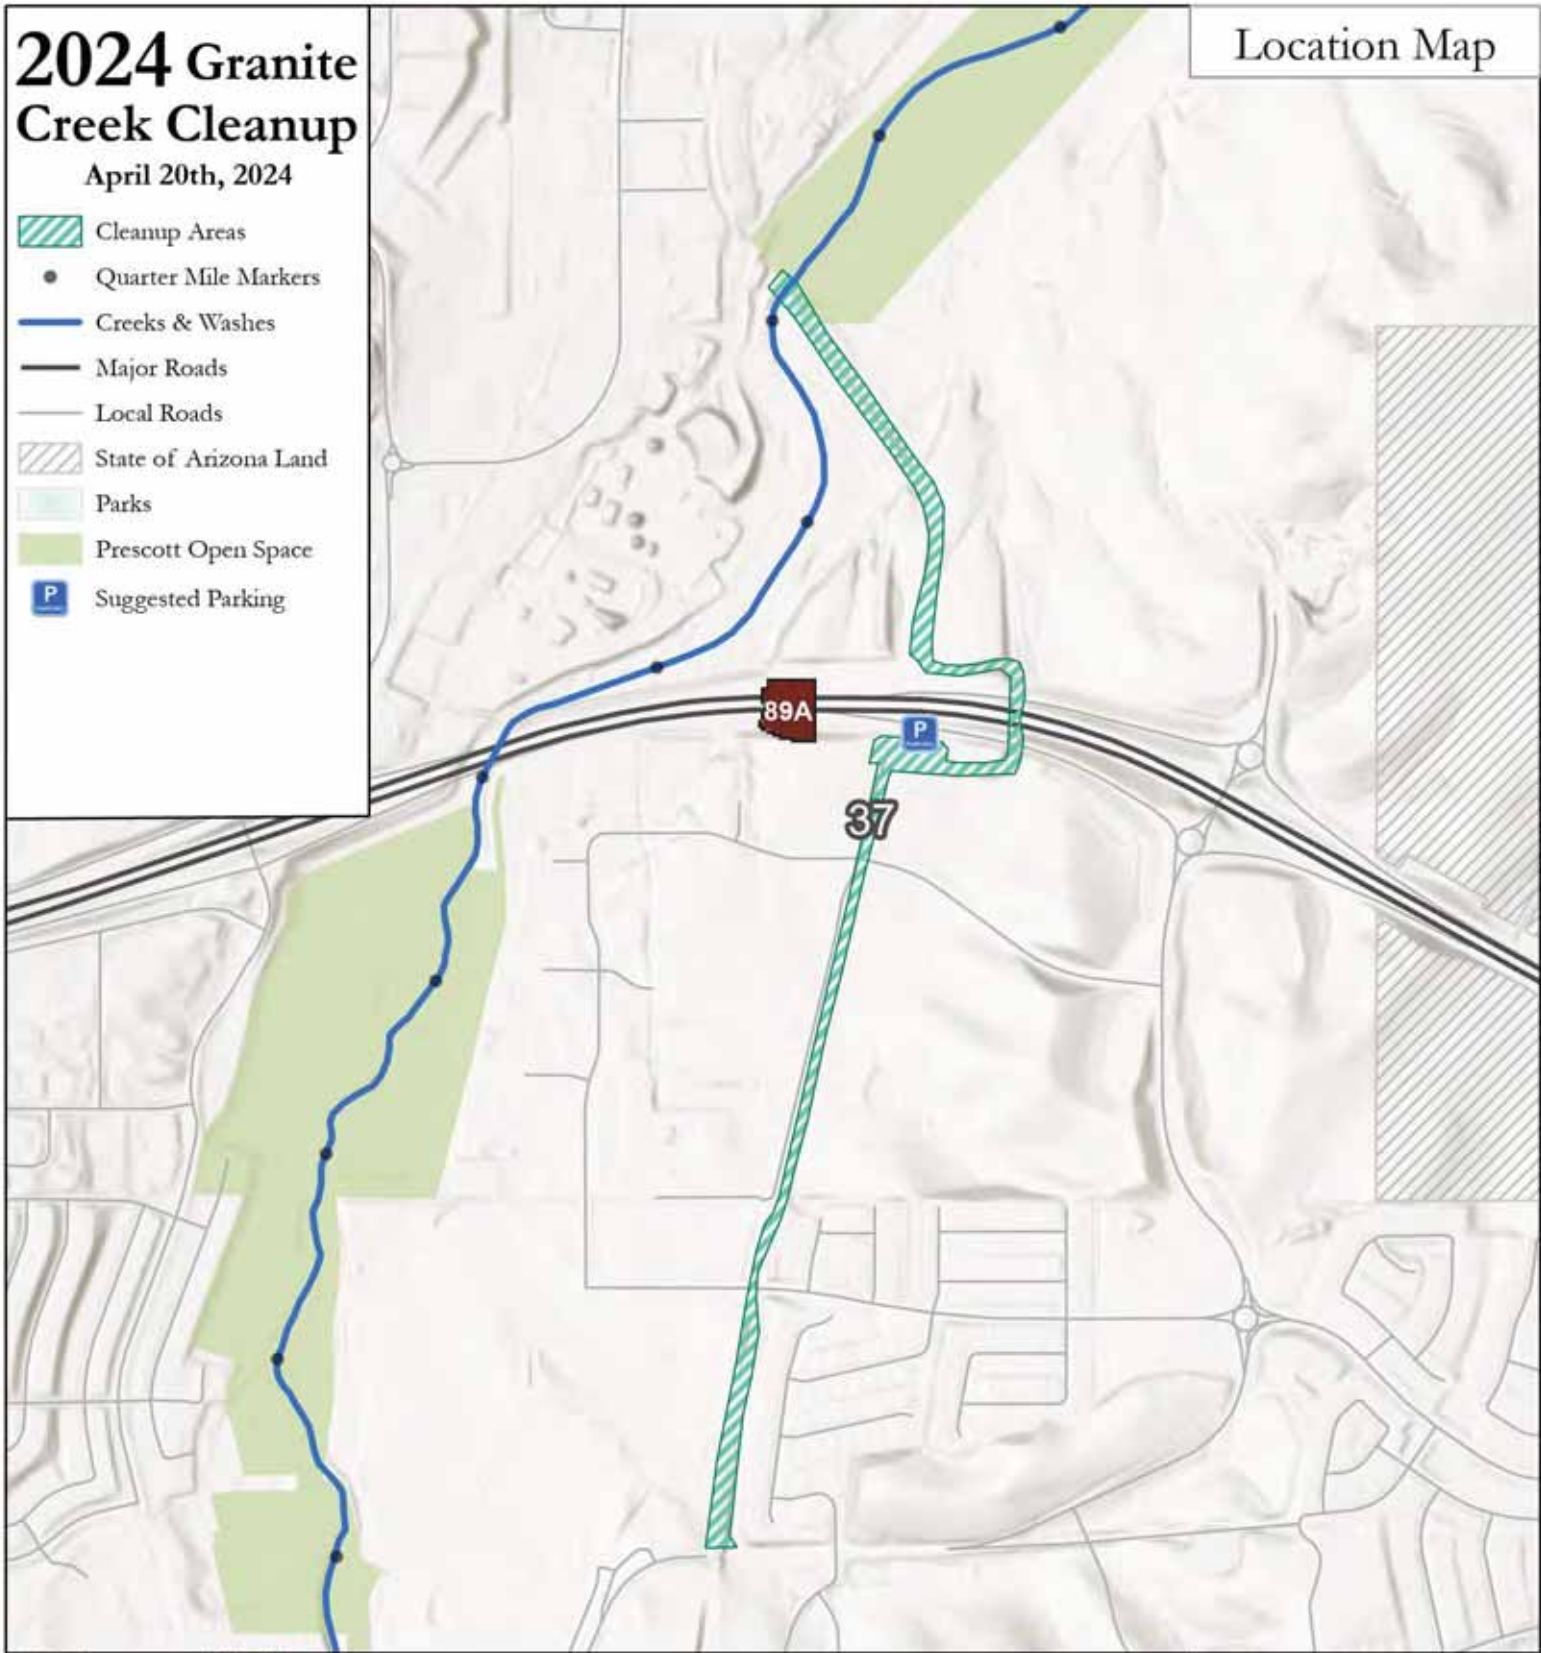 2024 Granite
Creek Cleanup
April 20th, 2024
Cleanup Areas
Quarter Mile Markers
Creeks & Washes
Major Roads
Local Roads
State of Arizona Land
Parks
Prescott Open Space
P
Suggested Parking
Location Map
89A
P
37